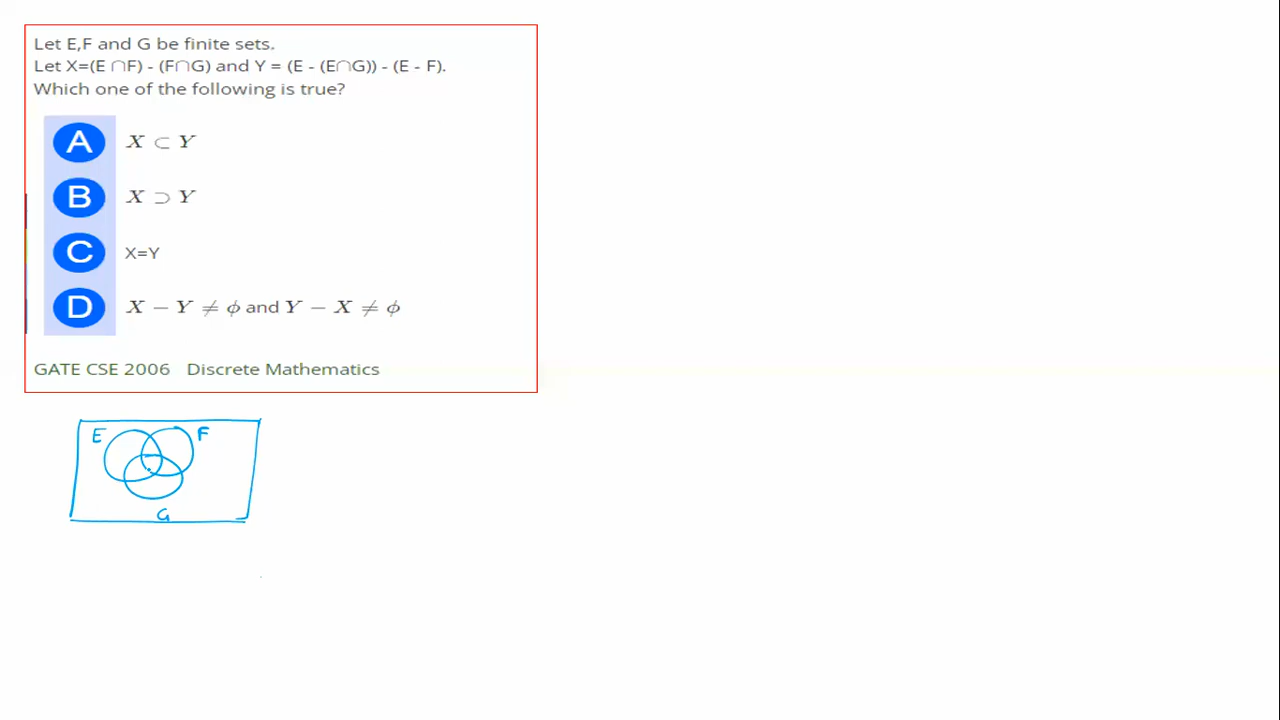 Let E,F and G be finite sets.
Let X=(E ∩F) - (F∩G) and Y = (E - (E∩G)) - (E - F).
Which one of the following is true?
A X ⊂ Y
B X ⊃ Y
C X=Y
D X − Y ≠ ϕ and Y − X ≠ ϕ
GATE CSE 2006 Discrete Mathematics
E F
G